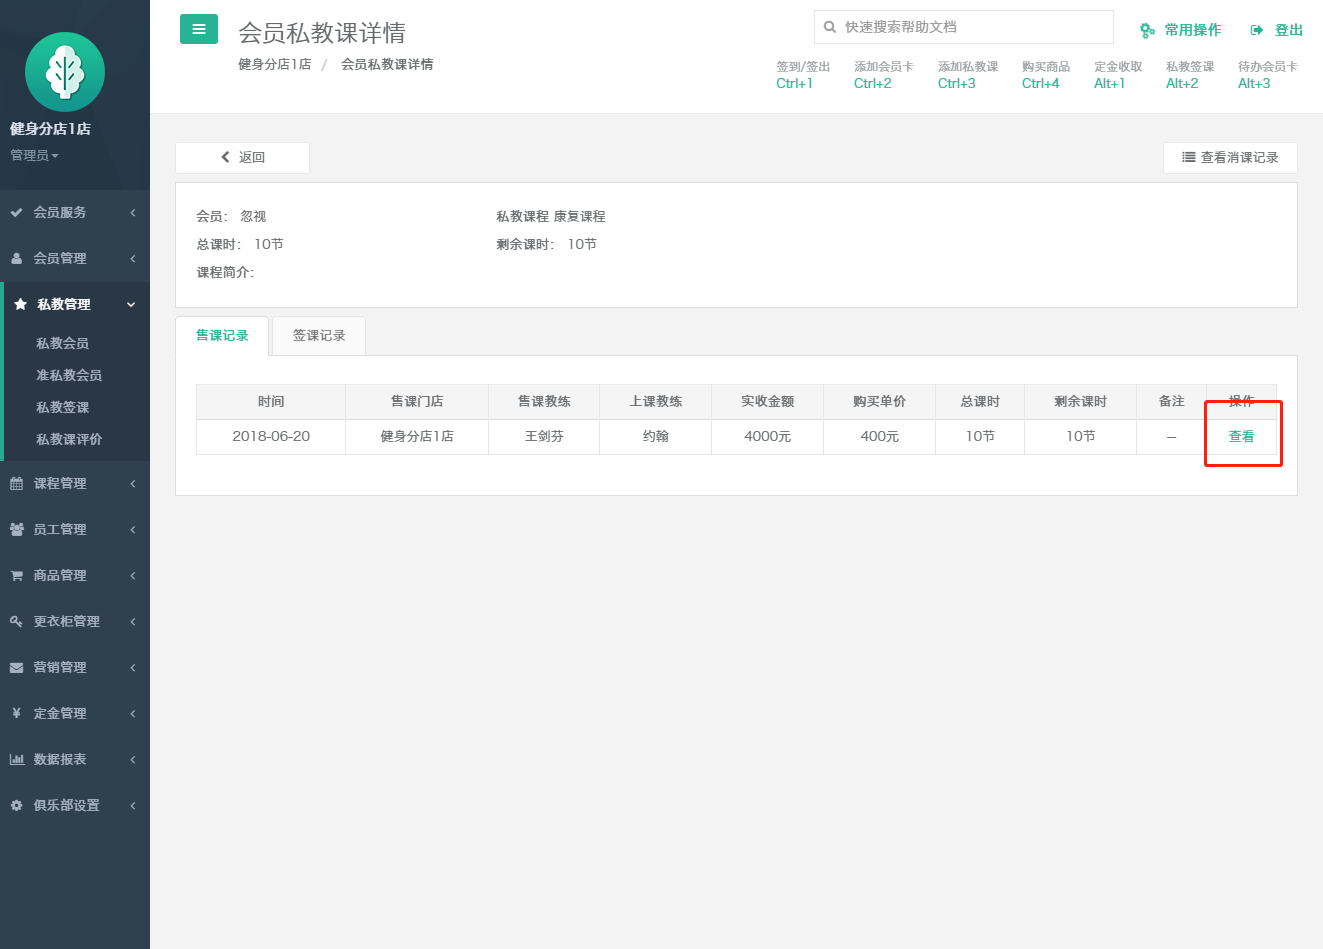 健身分店1店
管理员
会员服务
会员管理
私教管理
私教会员
准私教会员
私教签课
私教课评价
课程管理
员工管理
商品管理
更衣柜管理
营销管理
定金管理
数据报表
俱乐部设置
会员私教课详情
健身分店1店 / 会员私教课详情
快速搜索帮助文档
常用操作 登出
签到/签出 添加会员卡 添加私教课 购买商品 定金收取 私教签课 待办会员卡
Ctrl+1 Ctrl+2 Ctrl+3 Ctrl+4 Alt+1 Alt+2 Alt+3
返回 查看消课记录
会员： 忽视 私教课程 康复课程
总课时： 10节 剩余课时： 10节
课程简介：
售课记录 签课记录
时间 售课门店 售课教练 上课教练 实收金额 购买单价 总课时 剩余课时 备注 操作
2018-06-20 健身分店1店 王剑芬 约翰 4000元 400元 10节 10节 -- 查看